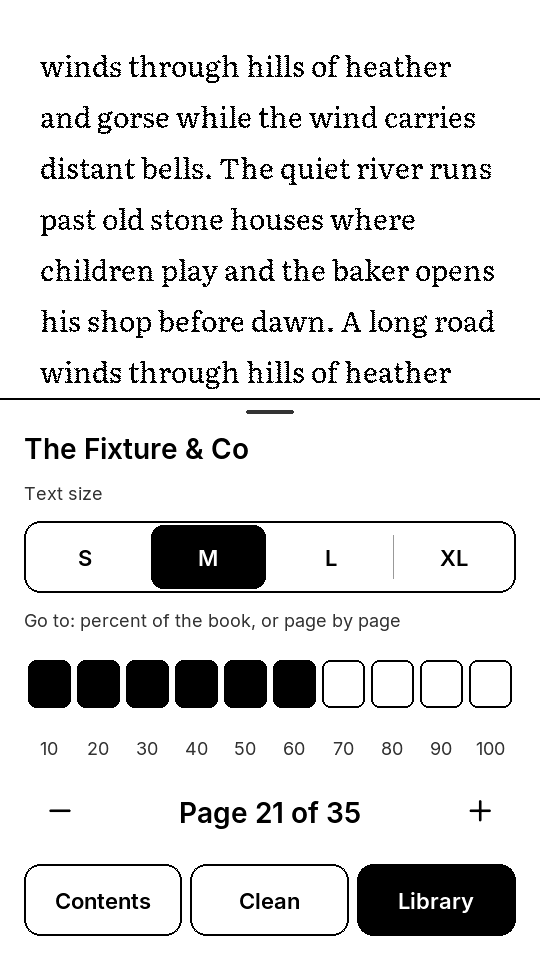 winds through hills of heather
and gorse while the wind carries
distant bells. The quiet river runs
past old stone houses where
children play and the baker opens
his shop before dawn. A long road
winds through hills of heather
The Fixture & Co
Text size
S M L XL
Go to: percent of the book, or page by page
10 20 30 40 50 60 70 80 90 100
− Page 21 of 35 +
Contents Clean Library